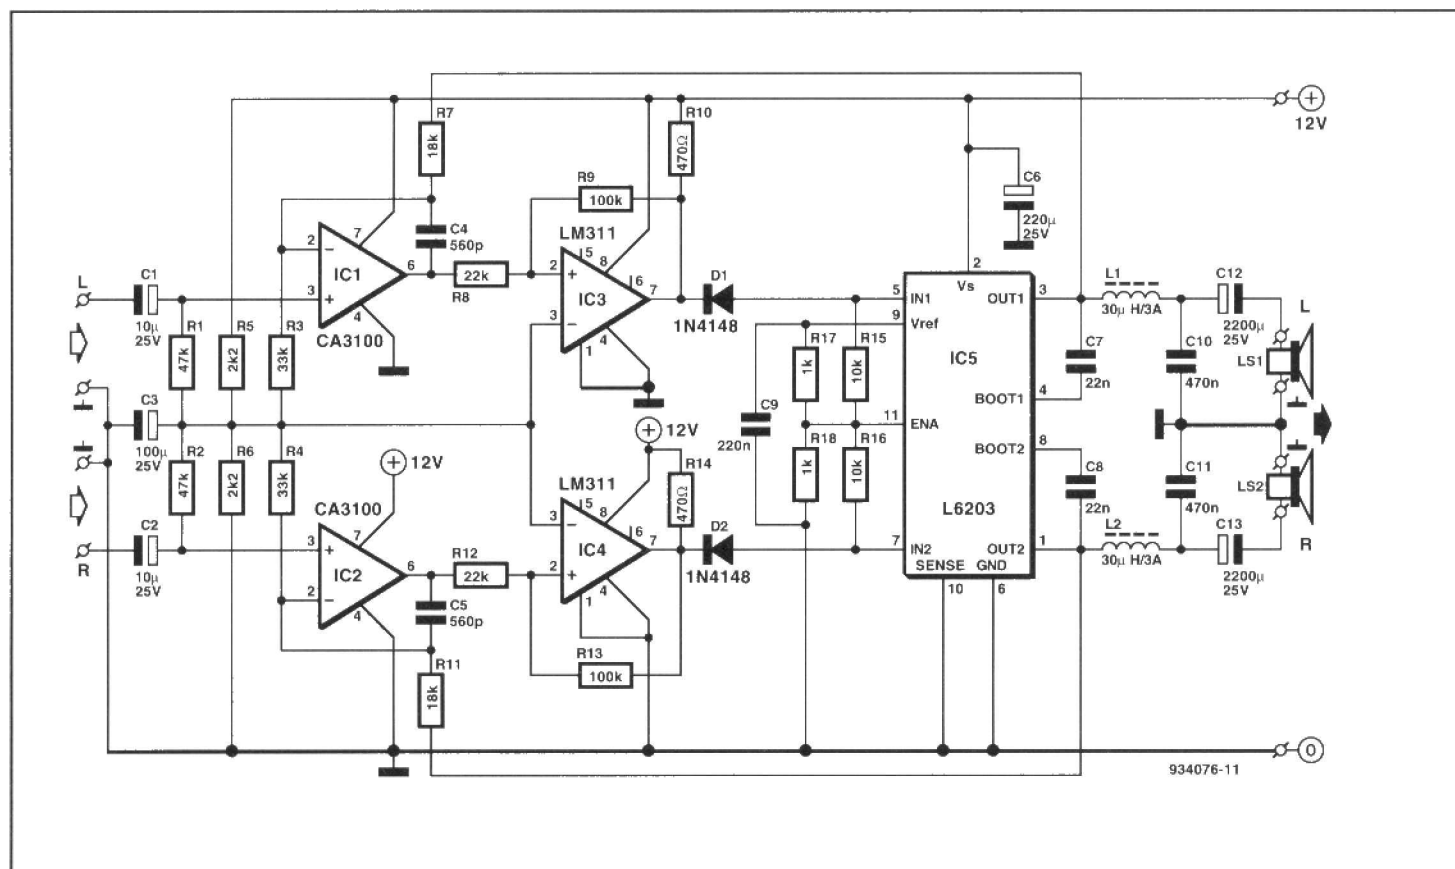 R7
18k
R10
470Ω
12V
R9
100k
C6
220µ
25V
C4
560p
LM311
L
C1
10µ
25V
2
3
7
6
4
IC1
CA3100
22k
R8
2
3
5
8
6
7
1
4
IC3
D1
1N4148
R1
47k
R5
2k2
R3
33k
2
Vs
5
IN1
9
Vref
11
ENA
7
IN2
IC5
L6203
OUT1
3
BOOT1
4
BOOT2
8
OUT2
1
SENSE
GND
10
6
L1
30µ H/3A
C12
2200µ
25V
L
LS1
C7
22n
C10
470n
R17
1k
R15
10k
C9
220n
R18
1k
R16
10k
C3
100µ
25V
R2
47k
R6
2k2
R4
33k
12V
12V
R14
470Ω
LM311
CA3100
C8
22n
C11
470n
LS2
R
R
C2
10µ
25V
3
2
7
6
4
IC2
R12
22k
C5
560p
3
2
5
8
6
7
1
4
IC4
D2
1N4148
L2
30µ H/3A
C13
2200µ
25V
R13
100k
R11
18k
0
934076-11